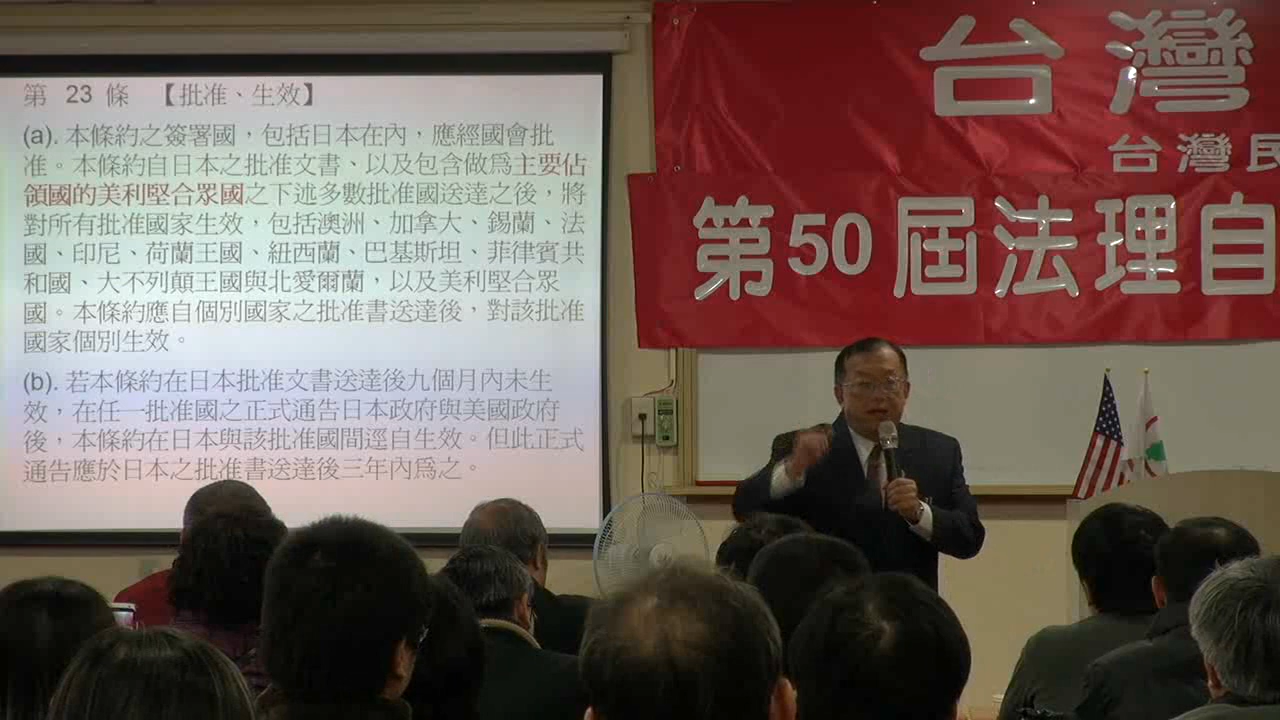 第 23 條 【批准、生效】
(a). 本條約之簽署國，包括日本在內，應經國會批
准。本條約自日本之批准文書、以及包含做爲主要佔
領國的美利堅合眾國之下述多數批准國送達之後，將
對所有批准國家生效，包括澳洲、加拿大、錫蘭、法
國、印尼、荷蘭王國、紐西蘭、巴基斯坦、菲律賓共
和國、大不列顛王國與北愛爾蘭，以及美利堅合眾
國。本條約應自個別國家之批准書送達後，對該批准
國家個別生效。
(b). 若本條約在日本批准文書送達後九個月內未生
效，在任一批准國之正式通告日本政府與美國政府
後，本條約在日本與該批准國間逕自生效。但此正式
通告應於日本之批准書送達後三年內爲之。
台灣
台灣民
第50屆法理自